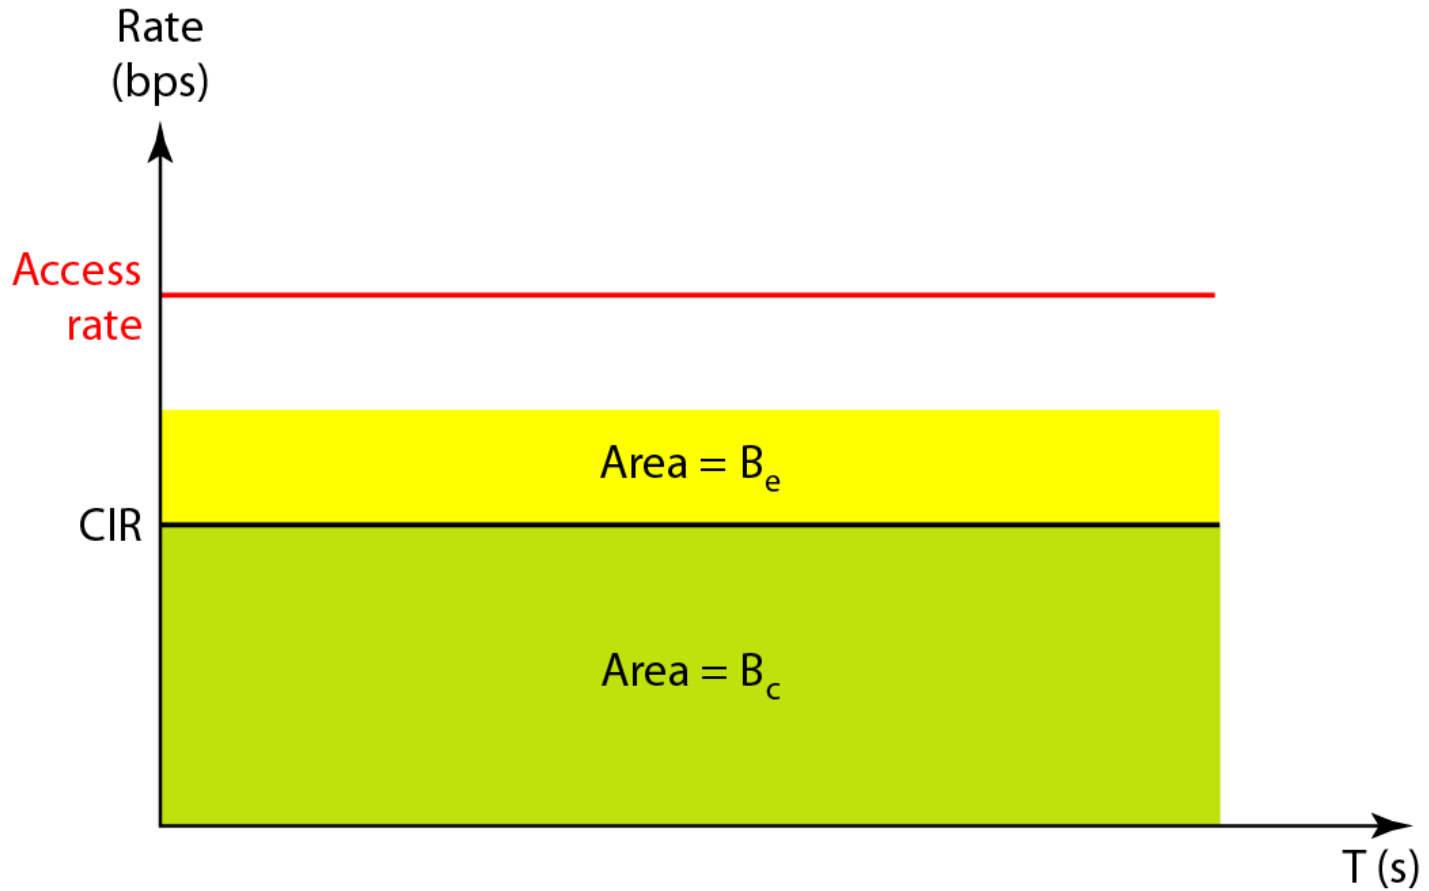 Rate
(bps)
Access
rate
Area = Be
CIR
Area = Bc
T (s)